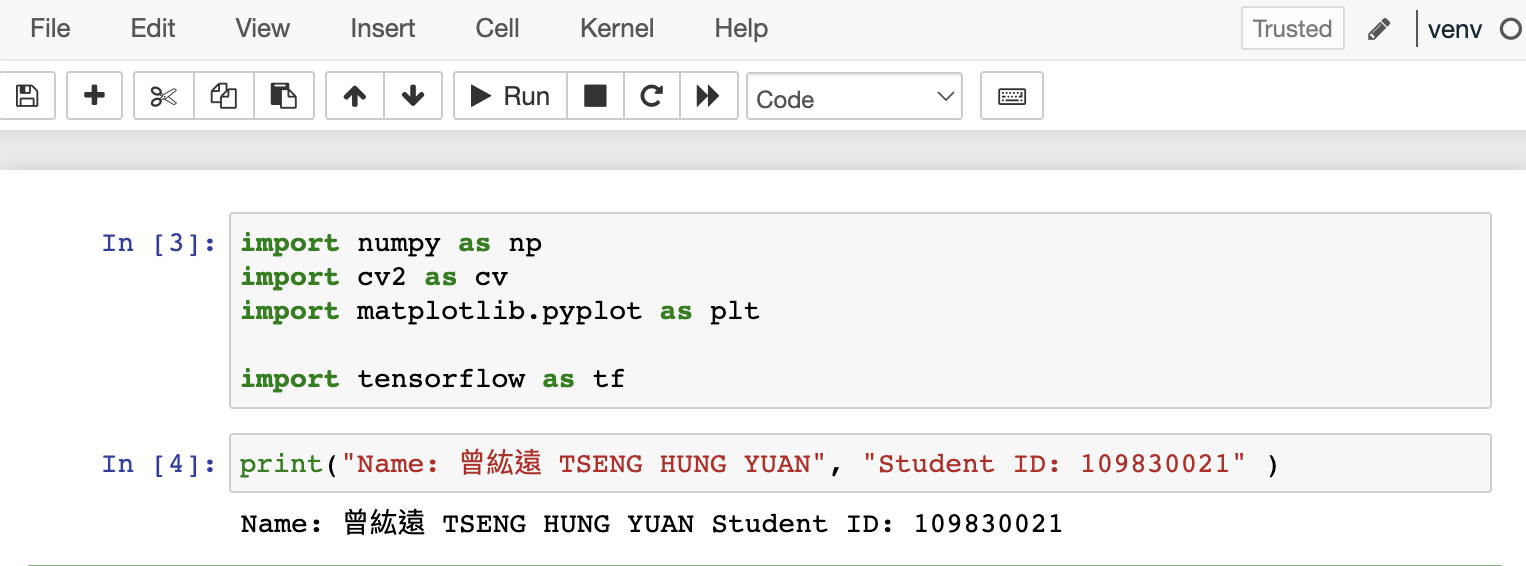 File Edit View Insert Cell Kernel Help Trusted venv
Run Code
In [3]: import numpy as np
import cv2 as cv
import matplotlib.pyplot as plt
import tensorflow as tf
In [4]: print("Name: 曾紘遠 TSENG HUNG YUAN", "Student ID: 109830021" )
Name: 曾紘遠 TSENG HUNG YUAN Student ID: 109830021